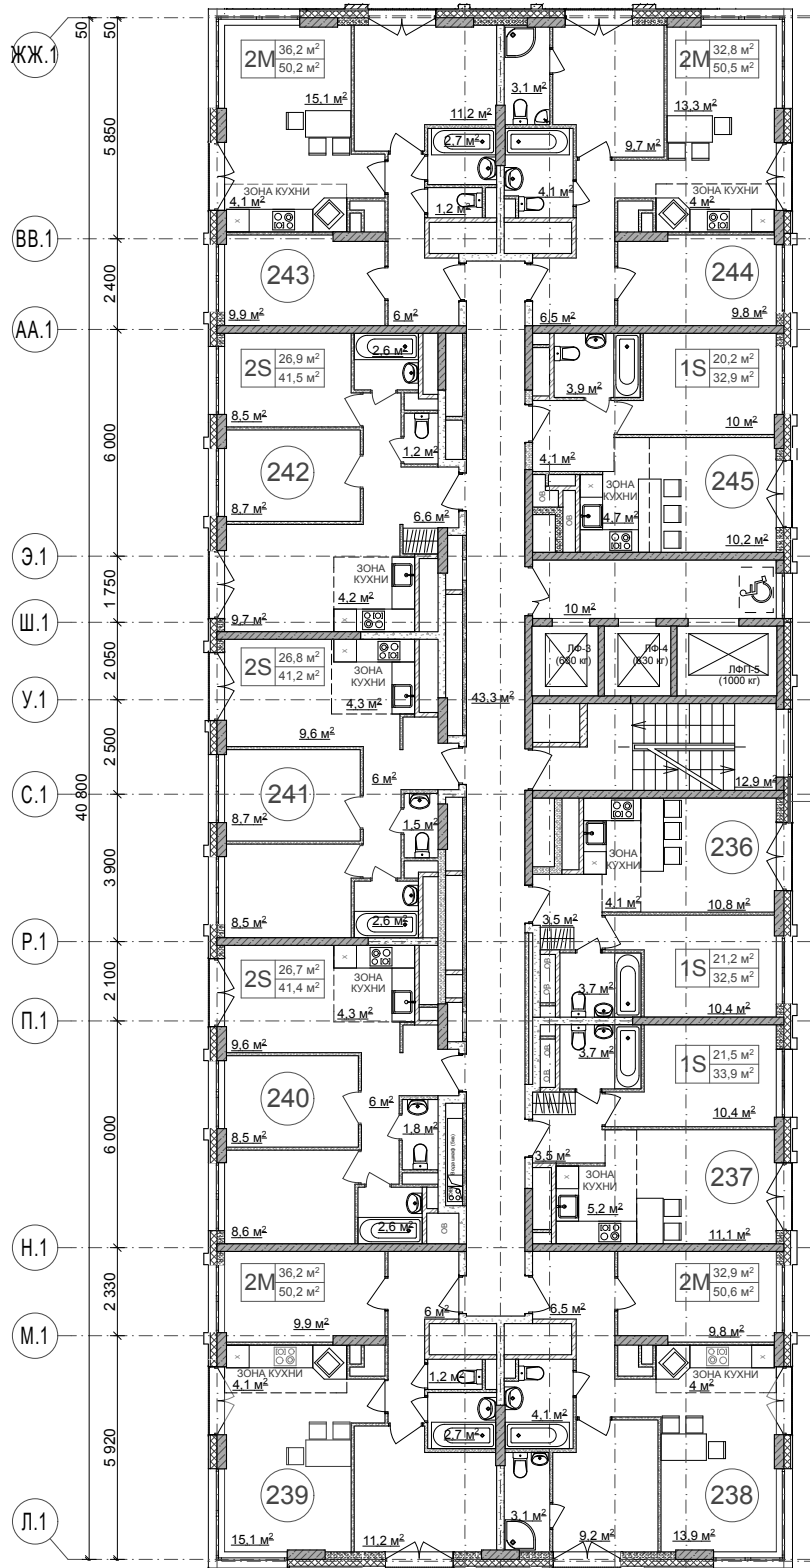 50
50
ЖЖ.1
5 850
ВВ.1
2 400
АА.1
6 000
Э.1
1 750
Ш.1
2 050
У.1
2 500
С.1
40 800
3 900
Р.1
2 100
П.1
6 000
Н.1
2 330
М.1
5 920
Л.1
2М
36,2 м²
50,2 м²
15,1 м²
11,2 м²
2,7 м²
1,2 м²
ЗОНА КУХНИ
4,1 м²
X
243
9,9 м²
6 м²
3,1 м²
2М
32,8 м²
50,5 м²
13,3 м²
9,7 м²
4,1 м²
ЗОНА КУХНИ
4 м²
X
244
6,5 м²
9,8 м²
2S
26,9 м²
41,5 м²
2,6 м²
8,5 м²
1,2 м²
242
8,7 м²
6,6 м²
ЗОНА
КУХНИ
4,2 м²
X
9,7 м²
3,9 м²
1S
20,2 м²
32,9 м²
10 м²
4,1 м²
245
ЗОНА
КУХНИ
X
4,7 м²
ОВ
ОВ
10,2 м²
10 м²
ЛФ-3
(630 кг)
ЛФ-4
(630 кг)
ЛФП-5
(1000 кг)
43,3 м²
12,9 м²
2S
26,8 м²
41,2 м²
X
ЗОНА
КУХНИ
4,3 м²
9,6 м²
6 м²
241
8,7 м²
1,5 м²
8,5 м²
2,6 м²
236
X
ЗОНА
КУХНИ
4,1 м²
10,8 м²
3,5 м²
1S
21,2 м²
32,5 м²
3,7 м²
10,4 м²
ОВ
ОВ
2S
26,7 м²
41,4 м²
X
ЗОНА
КУХНИ
4,3 м²
9,6 м²
6 м²
240
8,5 м²
1,8 м²
8,6 м²
2,6 м²
ОВ
3,7 м²
ОВ
ОВ
1S
21,5 м²
33,9 м²
10,4 м²
3,5 м²
X
ЗОНА
КУХНИ
5,2 м²
237
11,1 м²
2М
36,2 м²
50,2 м²
9,9 м²
6 м²
X
ЗОНА КУХНИ
4,1 м²
1,2 м²
2,7 м²
239
15,1 м²
11,2 м²
6,5 м²
2М
32,9 м²
50,6 м²
9,8 м²
X
ЗОНА КУХНИ
4 м²
4,1 м²
3,1 м²
238
9,2 м²
13,9 м²